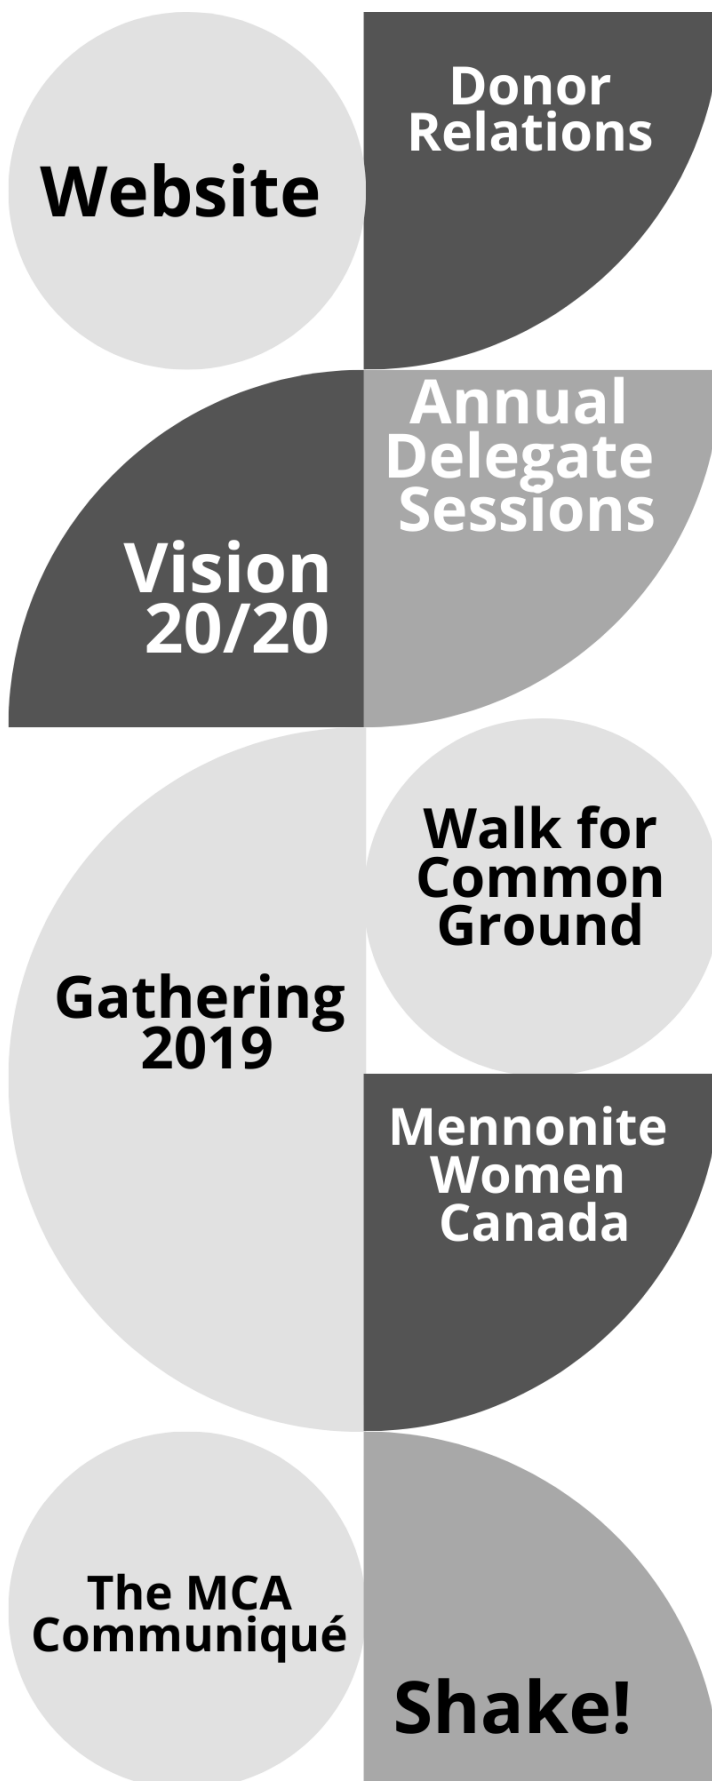 Website
Donor
Relations
Vision
20/20
Annual
Delegate
Sessions
Gathering
2019
Walk for
Common
Ground
Mennonite
Women
Canada
The MCA
Communiqué
Shake!